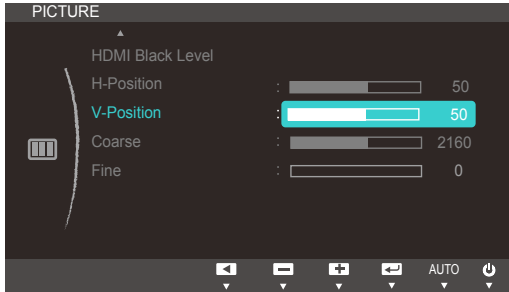 PICTURE
HDMI Black Level
H-Position : 50
V-Position : 50
Coarse : 2160
Fine : 0
AUTO